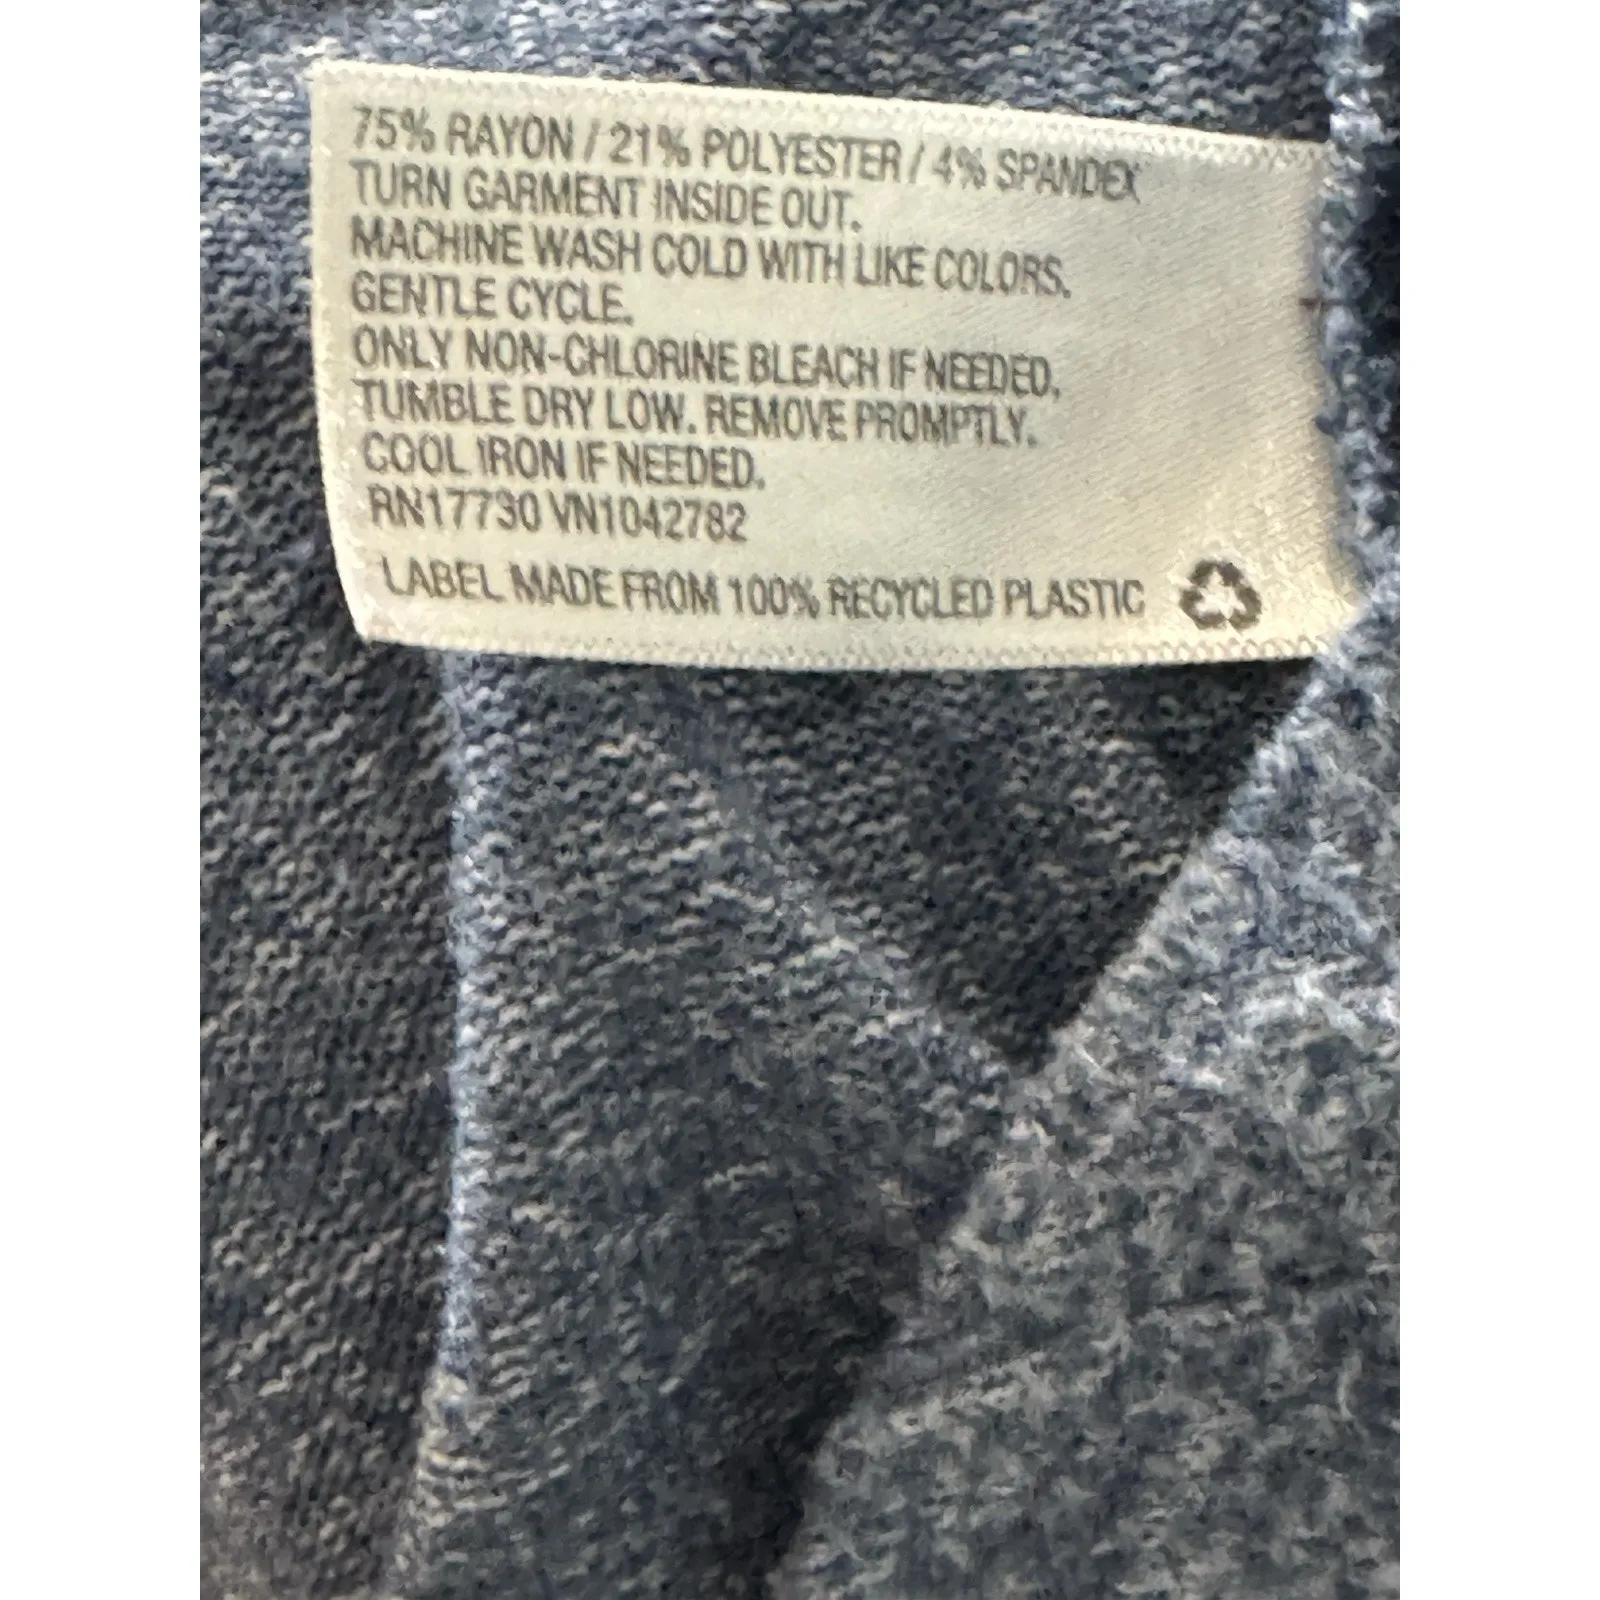 75% RAYON / 21% POLYESTER / 4% SPANDEX
TURN GARMENT INSIDE OUT.
MACHINE WASH COLD WITH LIKE COLORS.
GENTLE CYCLE.
ONLY NON-CHLORINE BLEACH IF NEEDED.
TUMBLE DRY LOW. REMOVE PROMPTLY.
COOL IRON IF NEEDED.
RN17730 VN1042782
LABEL MADE FROM 100% RECYCLED PLASTIC